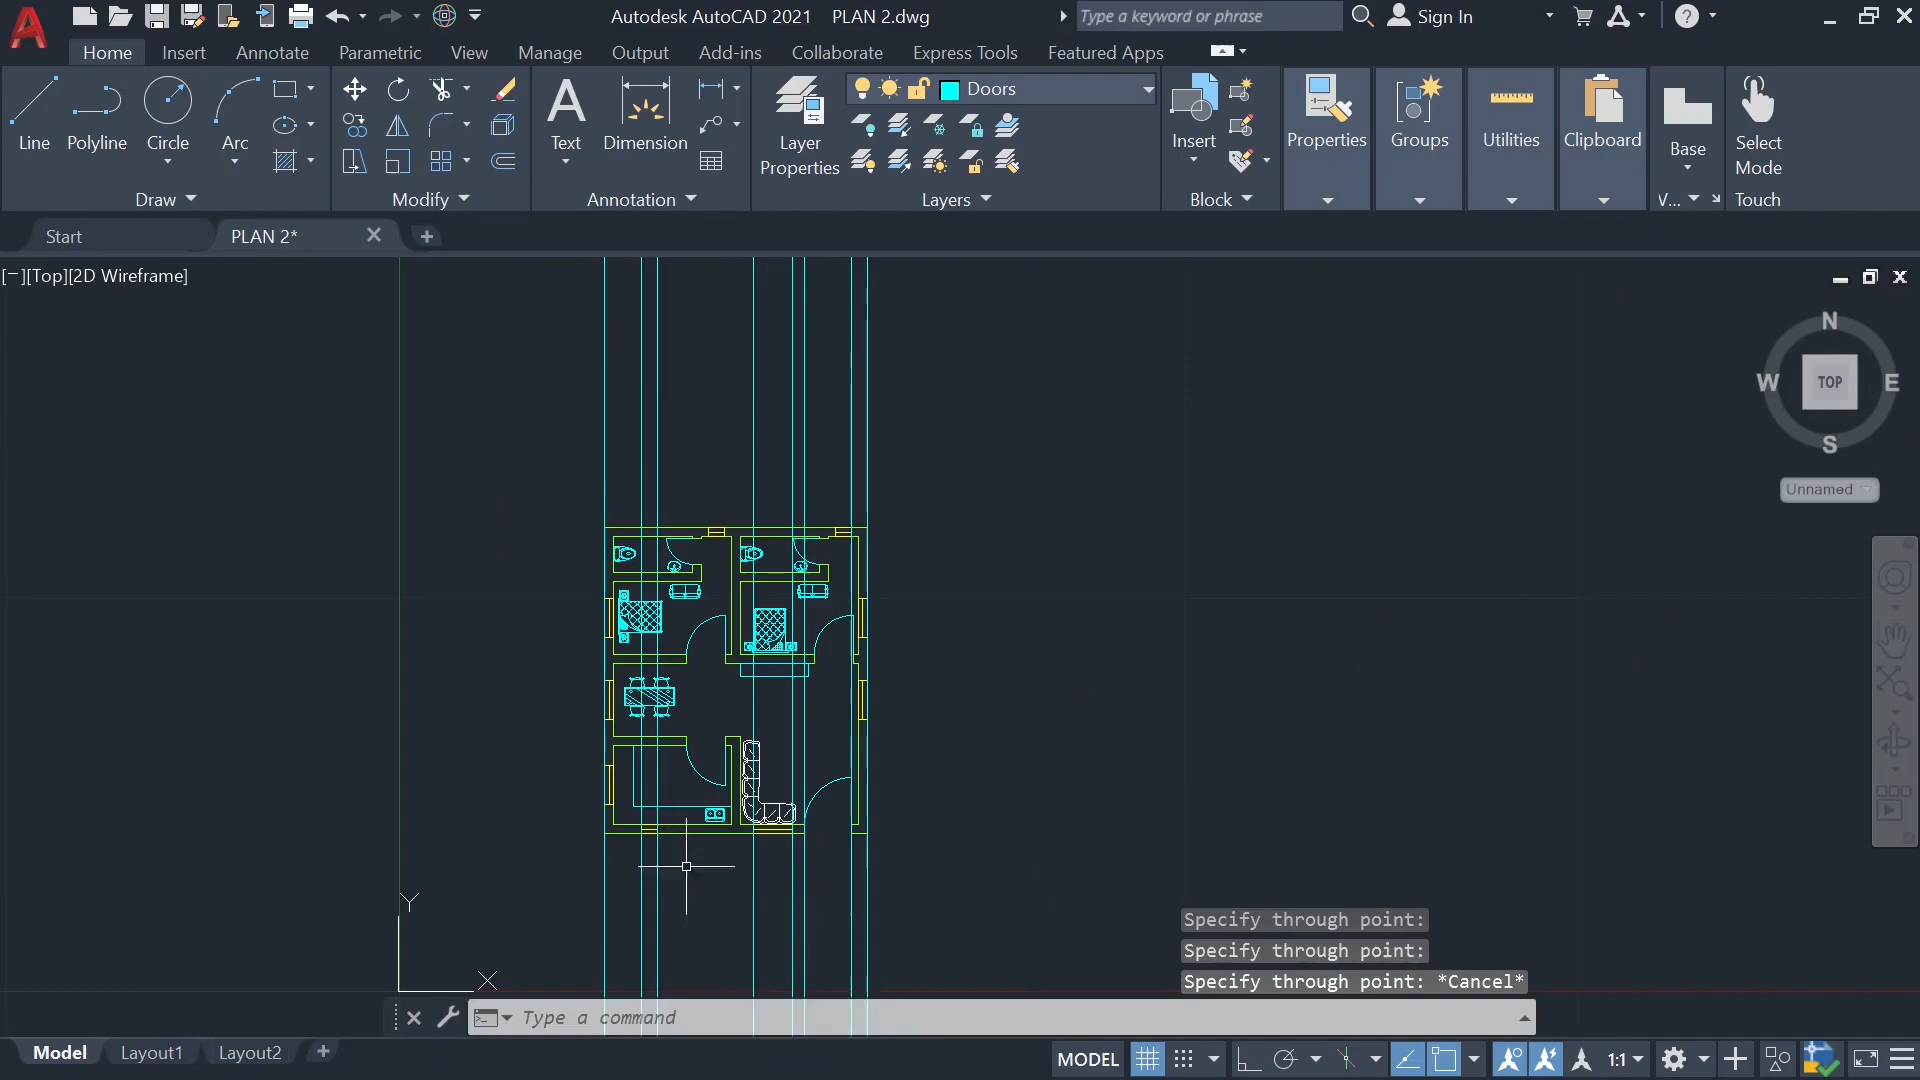 Autodesk AutoCAD 2021 PLAN 2.dwg
Type a keyword or phrase
Sign In
Home Insert Annotate Parametric View Manage Output Add-ins Collaborate Express Tools Featured Apps
Line
Polyline
Circle
Arc
Text
Dimension
Layer
Properties
Doors
Insert
Properties
Groups
Utilities
Clipboard
Base
Select
Mode
Draw
Modify
Annotation
Layers
Block
V...
Touch
Start
PLAN 2*
[−][Top][2D Wireframe]
N
W TOP E
S
Unnamed
Y
X
Specify through point:
Specify through point:
Specify through point: *Cancel*
Type a command
Model Layout1 Layout2
MODEL
1:1